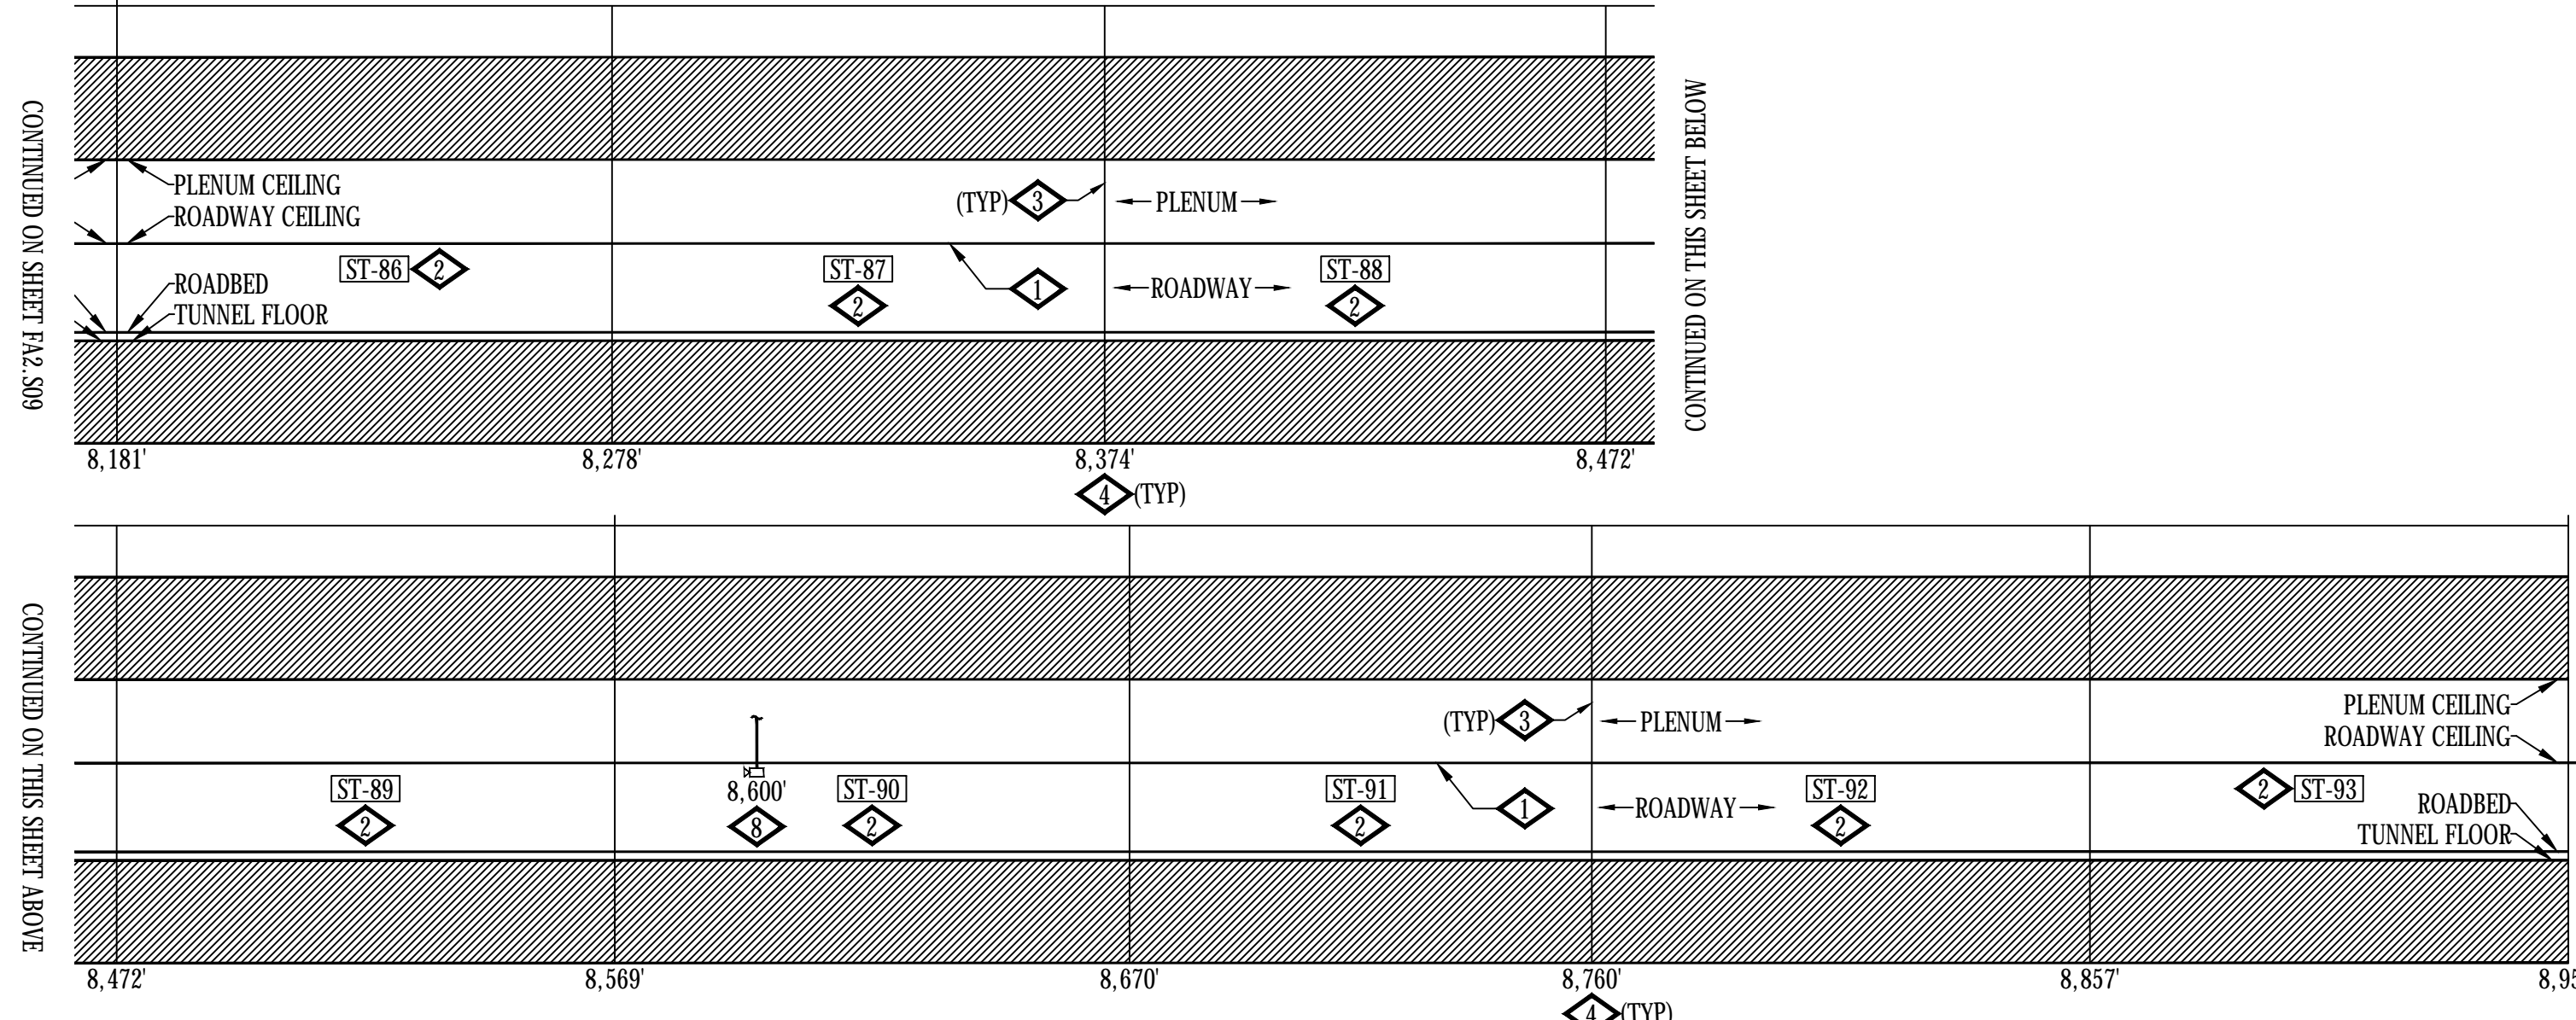 CONTINUED ON SHEET FA2.S09
PLENUM CEILING
ROADWAY CEILING
ROADBED
TUNNEL FLOOR
ST-86 2
ST-87
2
(TYP) 3
PLENUM
1
ROADWAY
ST-88
2
CONTINUED ON THIS SHEET BELOW
8,181' 8,278' 8,374' 8,472'
4 (TYP)
CONTINUED ON THIS SHEET ABOVE
ST-89
2
8,600'
8
ST-90
2
ST-91
2
(TYP) 3
PLENUM
1
ROADWAY
ST-92
2
2 ST-93
PLENUM CEILING
ROADWAY CEILING
ROADBED
TUNNEL FLOOR
8,472' 8,569' 8,670' 8,760' 8,857'
4 (TYP)